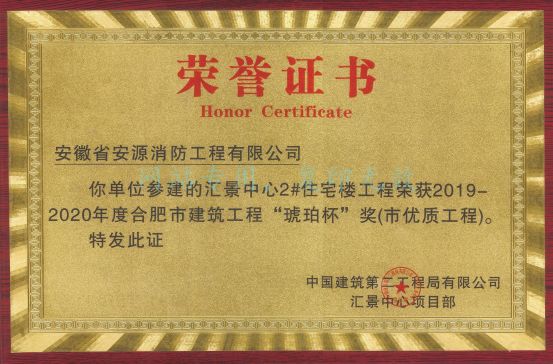 荣誉证书
Honor Certificate
安徽省安源消防工程有限公司
你单位参建的汇景中心2#住宅楼工程荣获2019-
2020年度合肥市建筑工程“琥珀杯”奖(市优质工程)。
特发此证
中国建筑第二工程局有限公司
汇景中心项目部